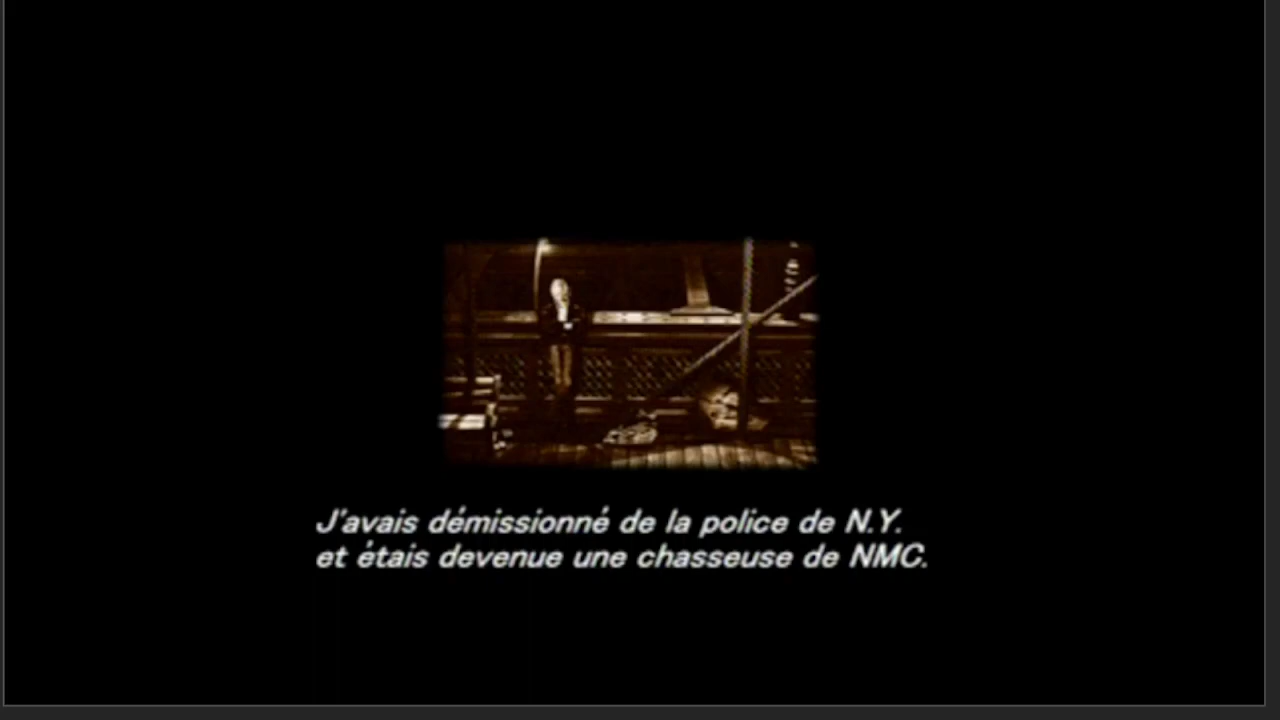 J'avais démissionné de la police de N.Y.
et étais devenue une chasseuse de NMC.